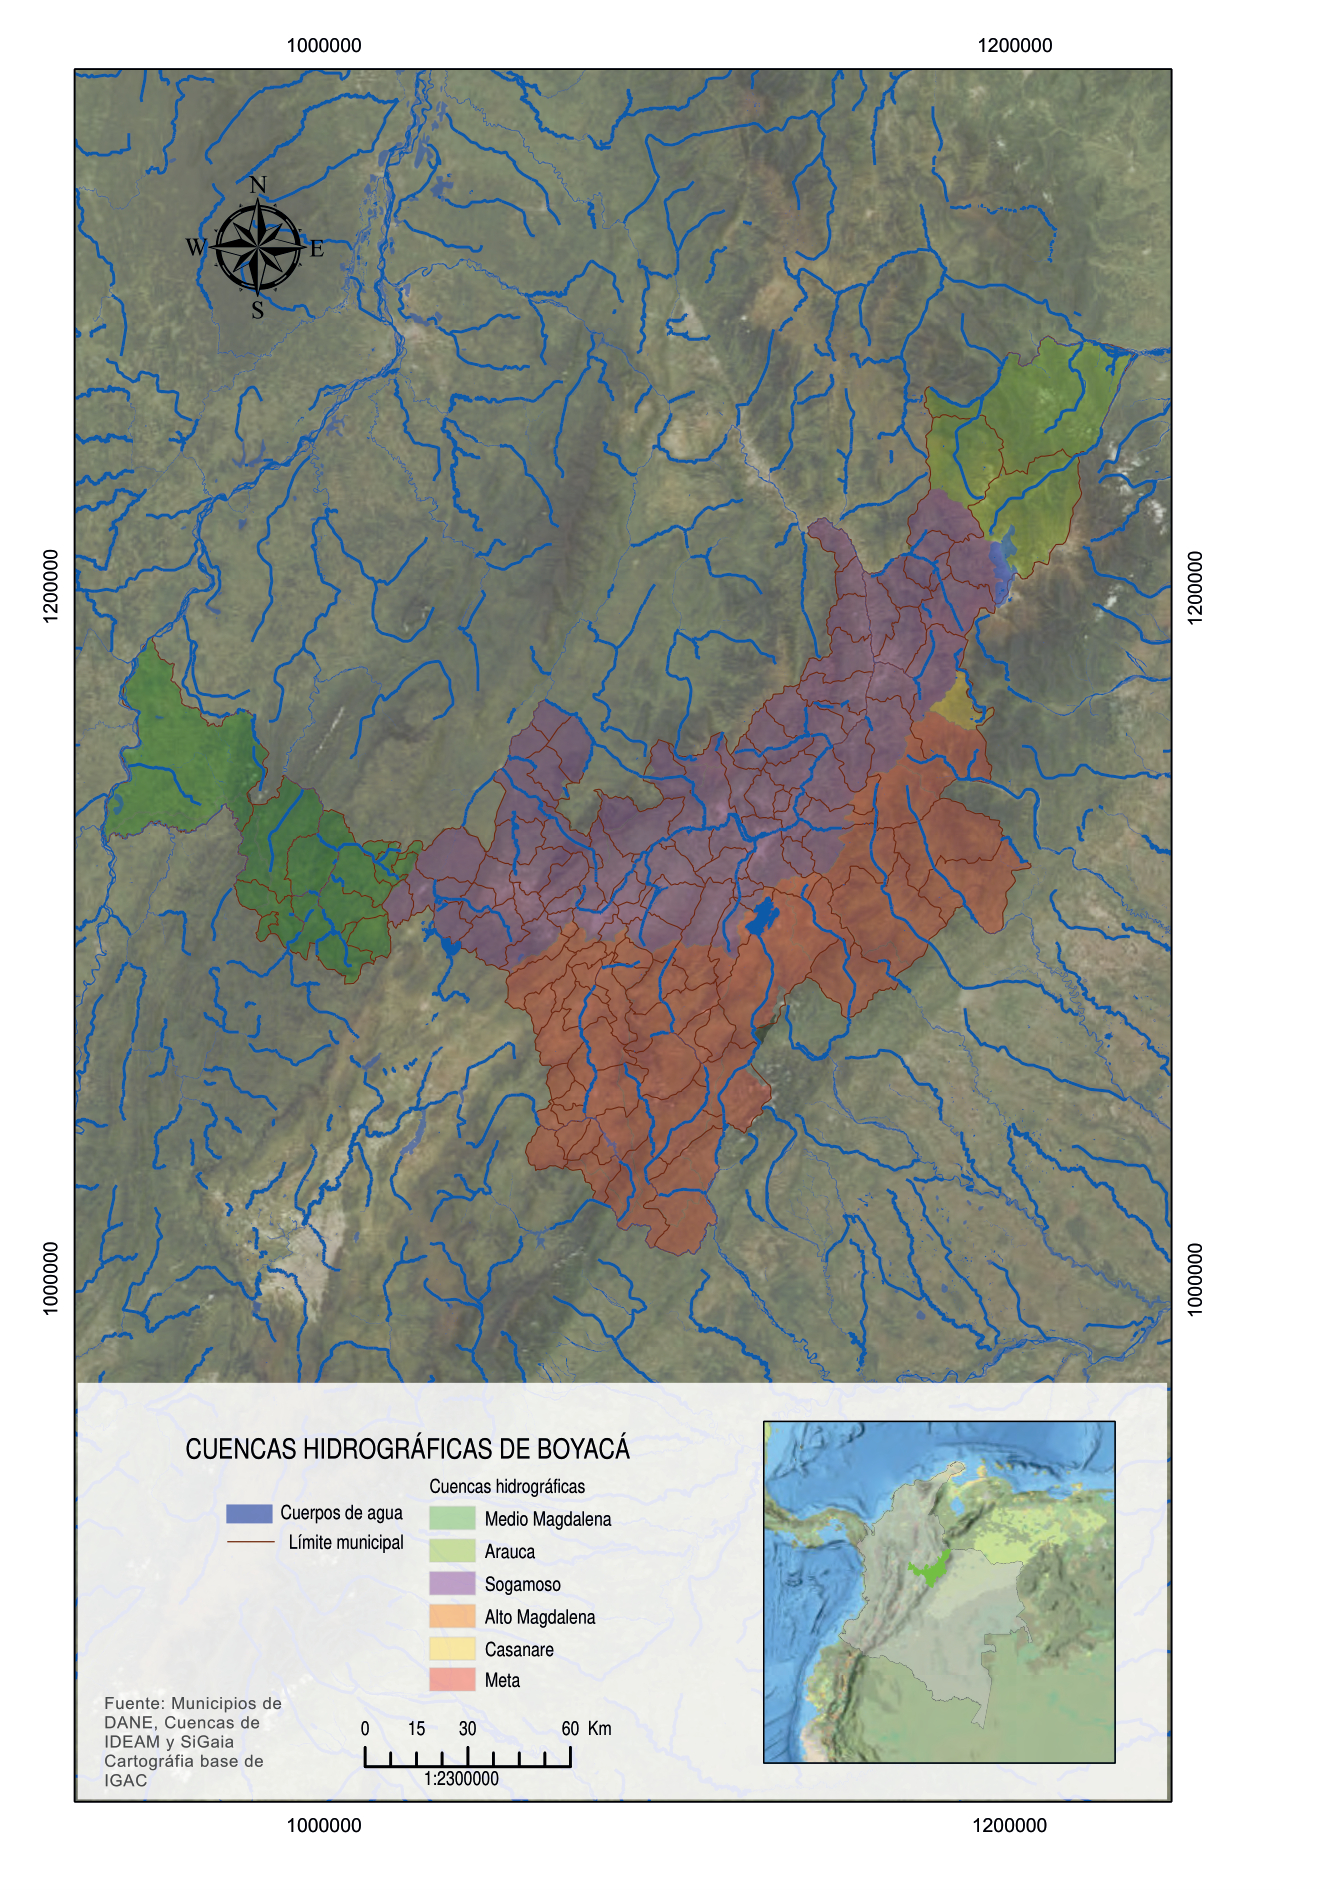 1000000 1200000
N
W E
S
1200000 1200000
1000000 1000000
CUENCAS HIDROGRÁFICAS DE BOYACÁ
Cuencas hidrográficas
Cuerpos de agua
Límite municipal
Medio Magdalena
Arauca
Sogamoso
Alto Magdalena
Casanare
Meta
Fuente: Municipios de
DANE, Cuencas de
IDEAM y SiGaia
Cartográfia base de
IGAC
0 15 30 60 Km
1:2300000
1000000 1200000